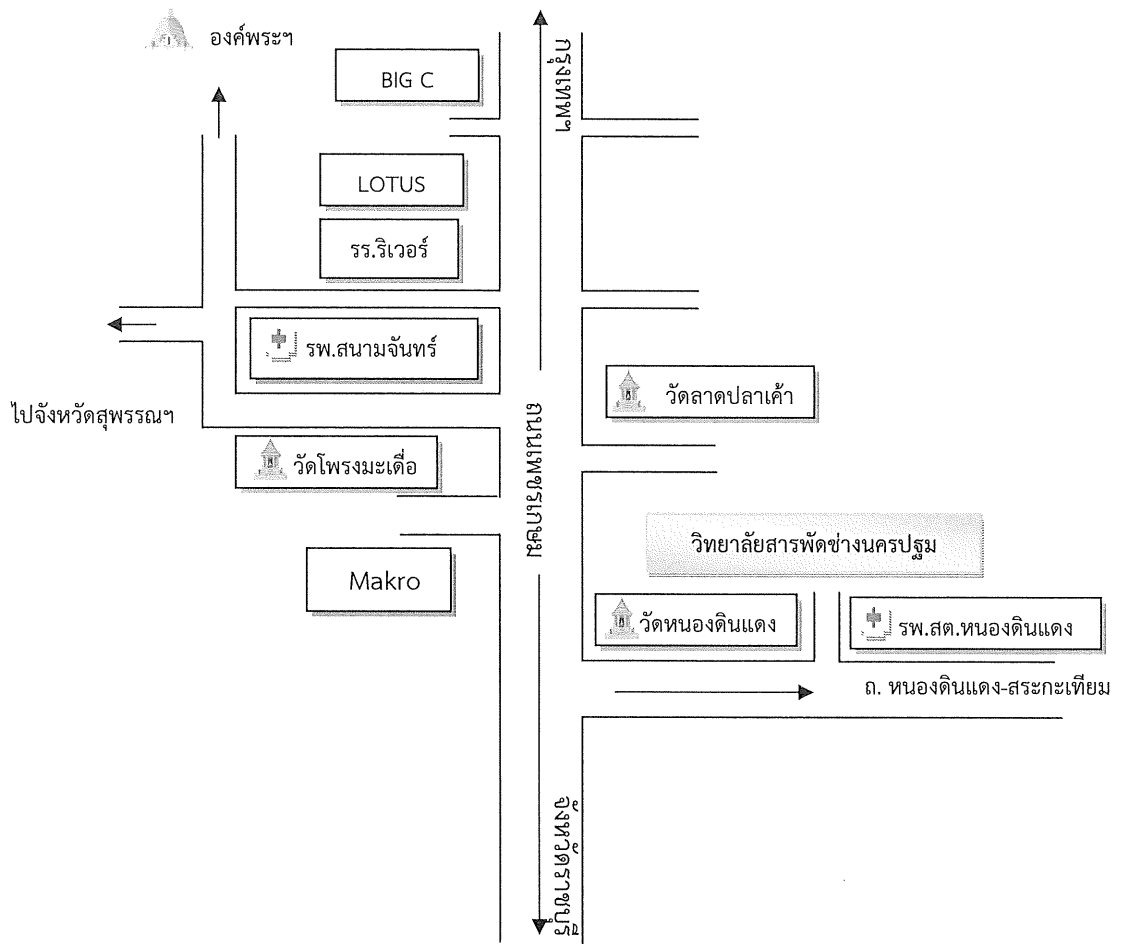 องค์พระฯ
กรุงเทพฯ
BIG C
LOTUS
รร.ริเวอร์
รพ.สนามจันทร์
วัดลาดปลาเค้า
ไปจังหวัดสุพรรณฯ
วัดโพรงมะเดื่อ
ถนนเพชรเกษม
วิทยาลัยสารพัดช่างนครปฐม
Makro
วัดหนองดินแดง
รพ.สต.หนองดินแดง
ถ. หนองดินแดง-สระกะเทียม
จังหวัดราชบุรี